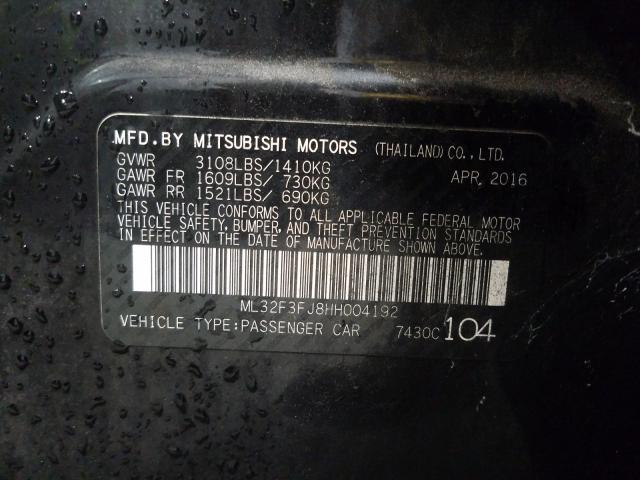 MFD.BY MITSUBISHI MOTORS (THAILAND) CO., LTD.
GVWR 3108LBS/1410KG APR, 2016
GAWR FR 1609LBS/ 730KG
GAWR RR 1521LBS/ 690KG
THIS VEHICLE CONFORMS TO ALL APPLICABLE FEDERAL MOTOR
VEHICLE SAFETY, BUMPER, AND THEFT PREVENTION STANDARDS
IN EFFECT ON THE DATE OF MANUFACTURE SHOWN ABOVE.
ML32F3FJ8HH004192
VEHICLE TYPE:PASSENGER CAR 7430C 104